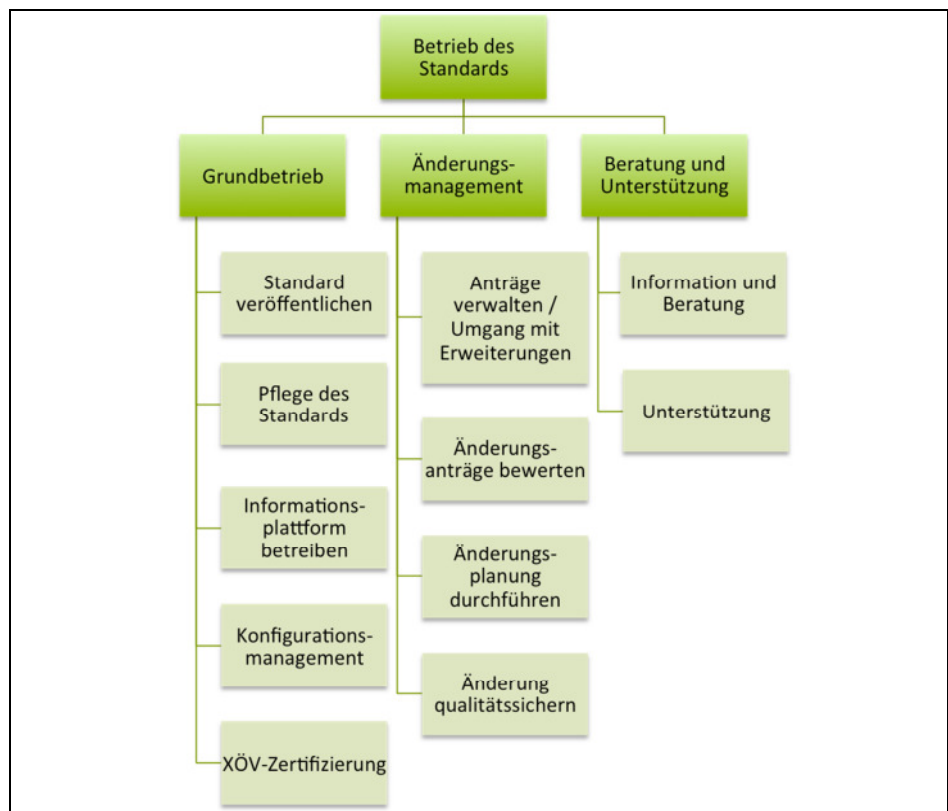 Betrieb des
Standards
Grundbetrieb
Änderungs-
management
Beratung und
Unterstützung
Standard
veröffentlichen
Pflege des
Standards
Informations-
plattform
betreiben
Konfigurations-
management
XÖV-Zertifizierung
Anträge
verwalten /
Umgang mit
Erweiterungen
Änderungs-
anträge bewerten
Änderungs-
planung
durchführen
Änderung
qualitätssichern
Information und
Beratung
Unterstützung